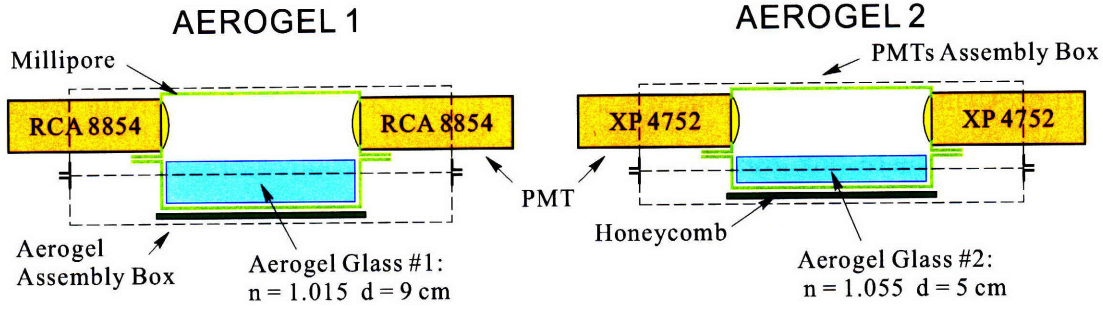 AEROGEL 1
AEROGEL 2
Millipore
PMTs Assembly Box
RCA 8854
RCA 8854
XP 4752
XP 4752
PMT
Aerogel
Assembly Box
Honeycomb
Aerogel Glass #1:
n = 1.015 d = 9 cm
Aerogel Glass #2:
n = 1.055 d = 5 cm